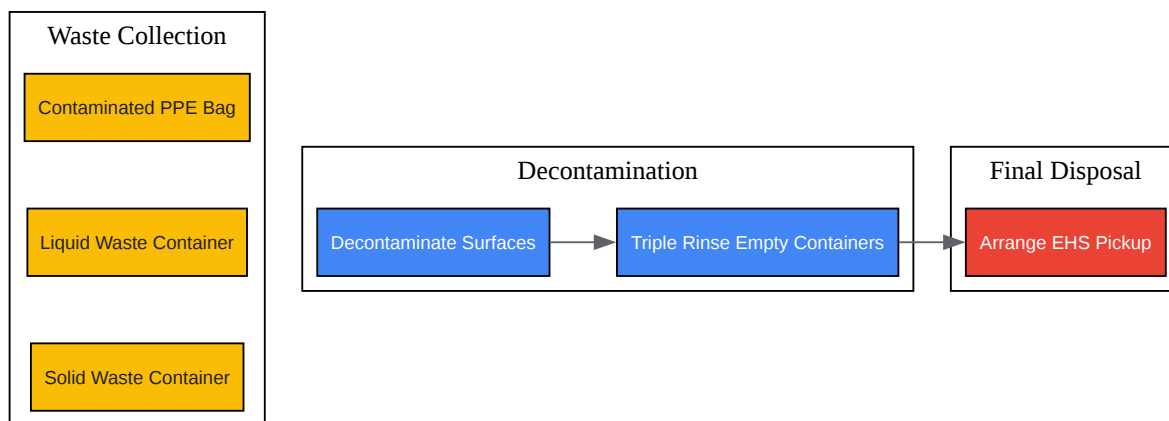 Waste Collection
Contaminated PPE Bag
Liquid Waste Container
Solid Waste Container
Decontamination
Decontaminate Surfaces
Triple Rinse Empty Containers
Final Disposal
Arrange EHS Pickup